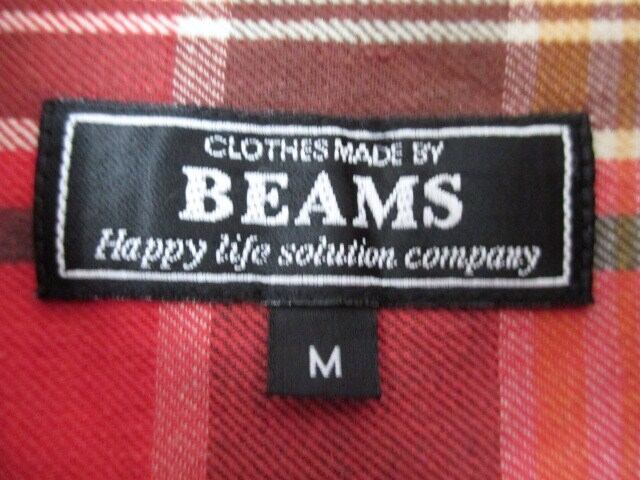 CLOTHES MADE BY
BEAMS
Happy life solution company
M